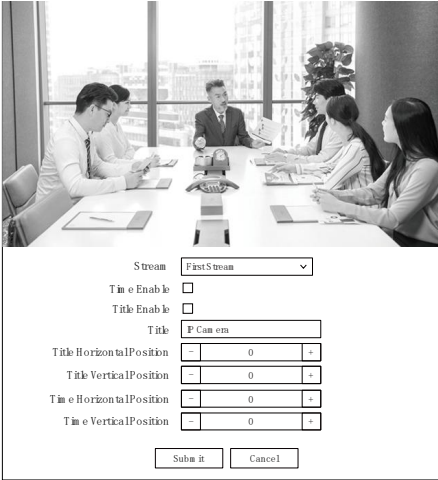 Stream First Stream
Time Enable
Title Enable
Title IP Camera
Title Horizontal Position − 0 +
Title Vertical Position − 0 +
Time Horizontal Position − 0 +
Time Vertical Position − 0 +
Submit Cancel